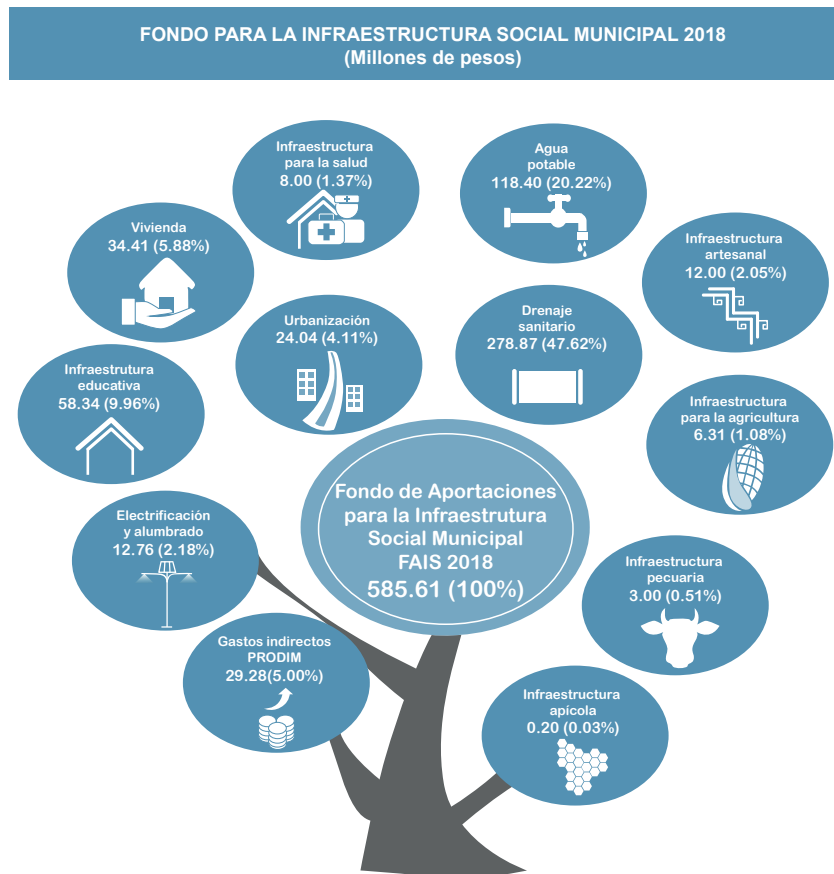 FONDO PARA LA INFRAESTRUCTURA SOCIAL MUNICIPAL 2018
(Millones de pesos)
Infraestructura
para la salud
8.00 (1.37%)
Agua
potable
118.40 (20.22%)
Vivienda
34.41 (5.88%)
Infraestructura
artesanal
12.00 (2.05%)
Urbanización
24.04 (4.11%)
Drenaje
sanitario
278.87 (47.62%)
Infraestrutura
educativa
58.34 (9.96%)
Infraestructura
para la agricultura
6.31 (1.08%)
Fondo de Aportaciones
para la Infraestrutura
Social Municipal
FAIS 2018
585.61 (100%)
Electrificación
y alumbrado
12.76 (2.18%)
Infraestructura
pecuaria
3.00 (0.51%)
Gastos indirectos
PRODIM
29.28(5.00%)
Infraestructura
apícola
0.20 (0.03%)